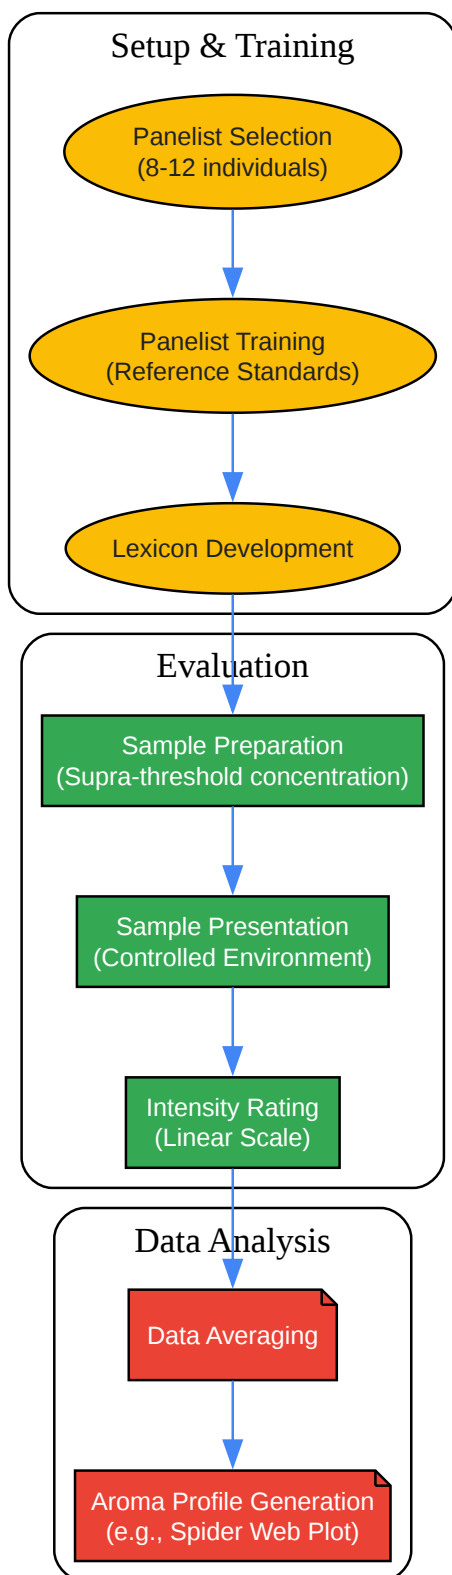 Setup & Training
Panelist Selection
(8-12 individuals)
Panelist Training
(Reference Standards)
Lexicon Development
Evaluation
Sample Preparation
(Supra-threshold concentration)
Sample Presentation
(Controlled Environment)
Intensity Rating
(Linear Scale)
Data Analysis
Data Averaging
Aroma Profile Generation
(e.g., Spider Web Plot)